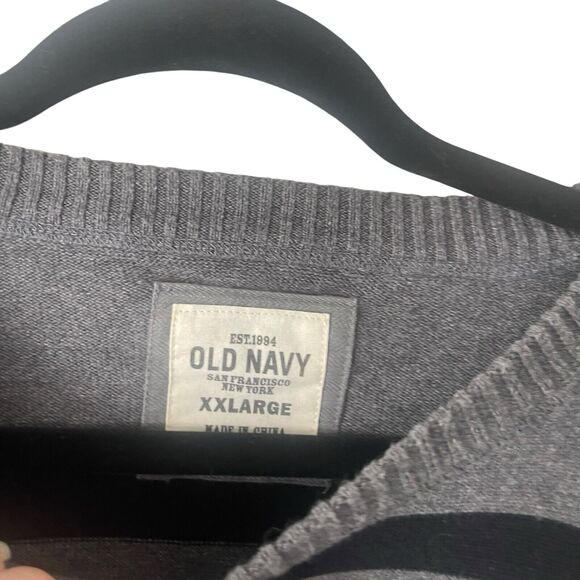 EST.1994
OLD NAVY
SAN FRANCISCO
NEW YORK
XXLARGE
MADE IN CHINA